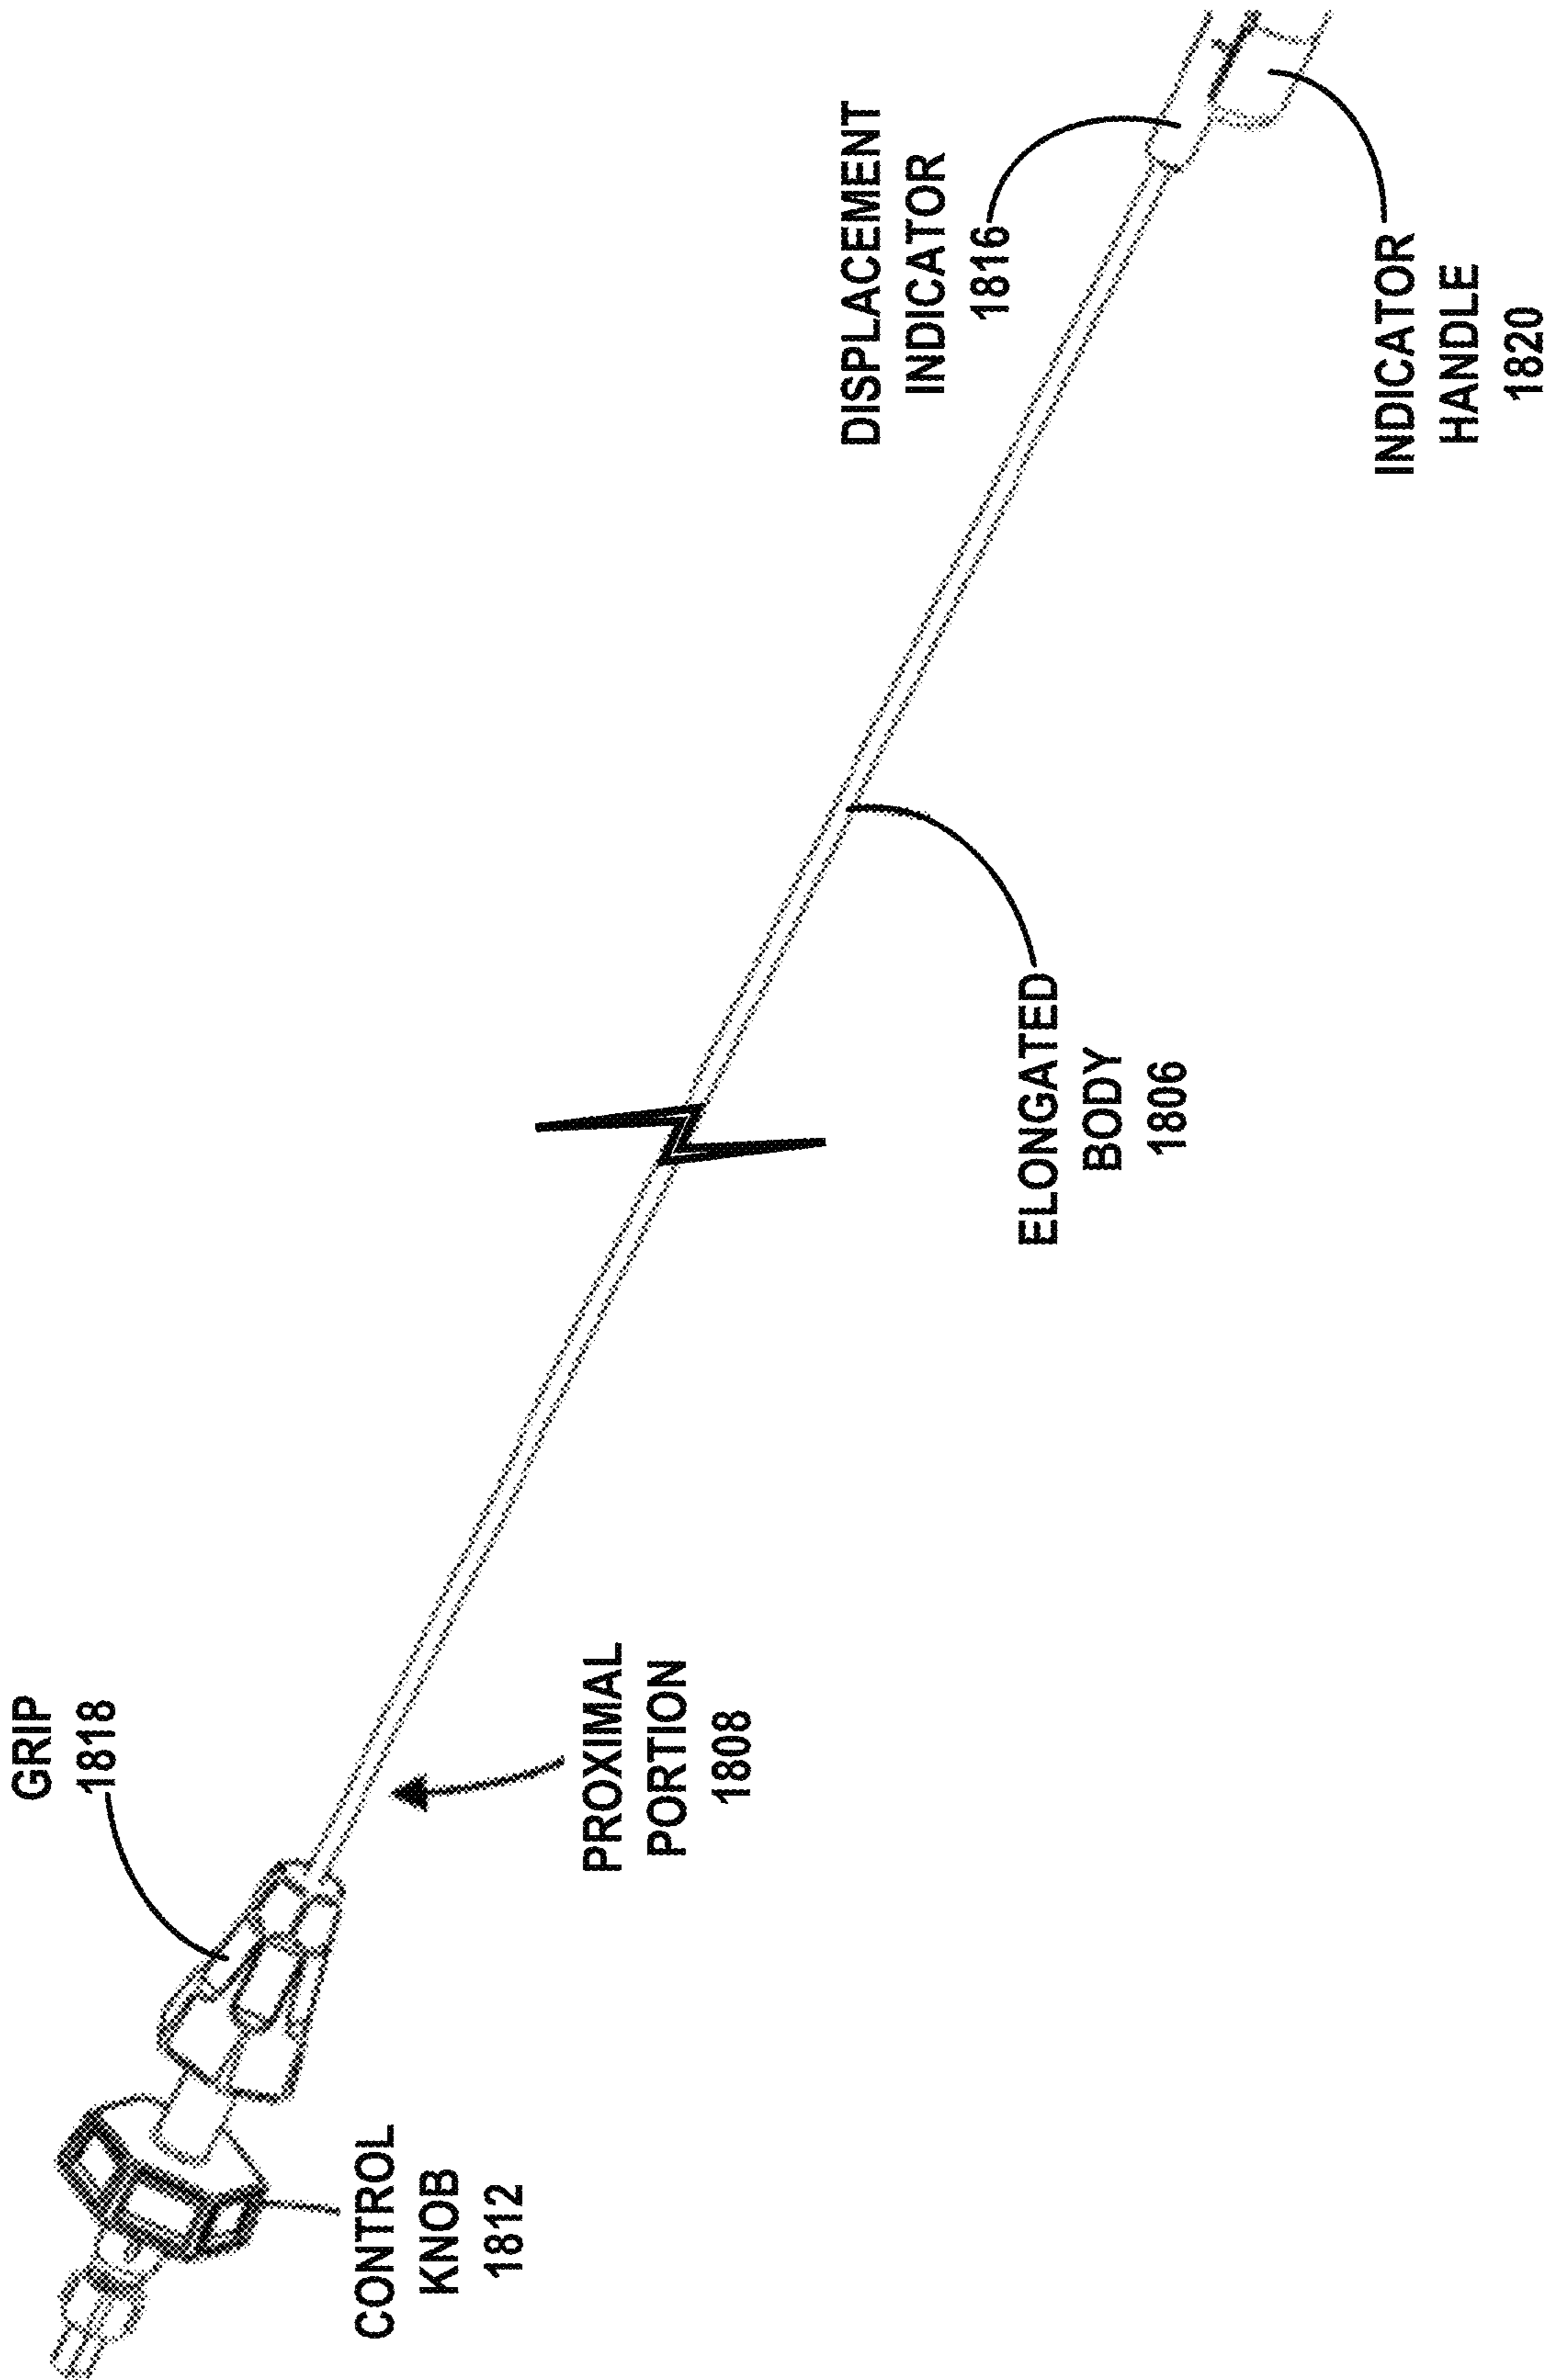 GRIP
1818
CONTROL
KNOB
1812
PROXIMAL
PORTION
1808
ELONGATED
BODY
1806
DISPLACEMENT
INDICATOR
1816
INDICATOR
HANDLE
1820